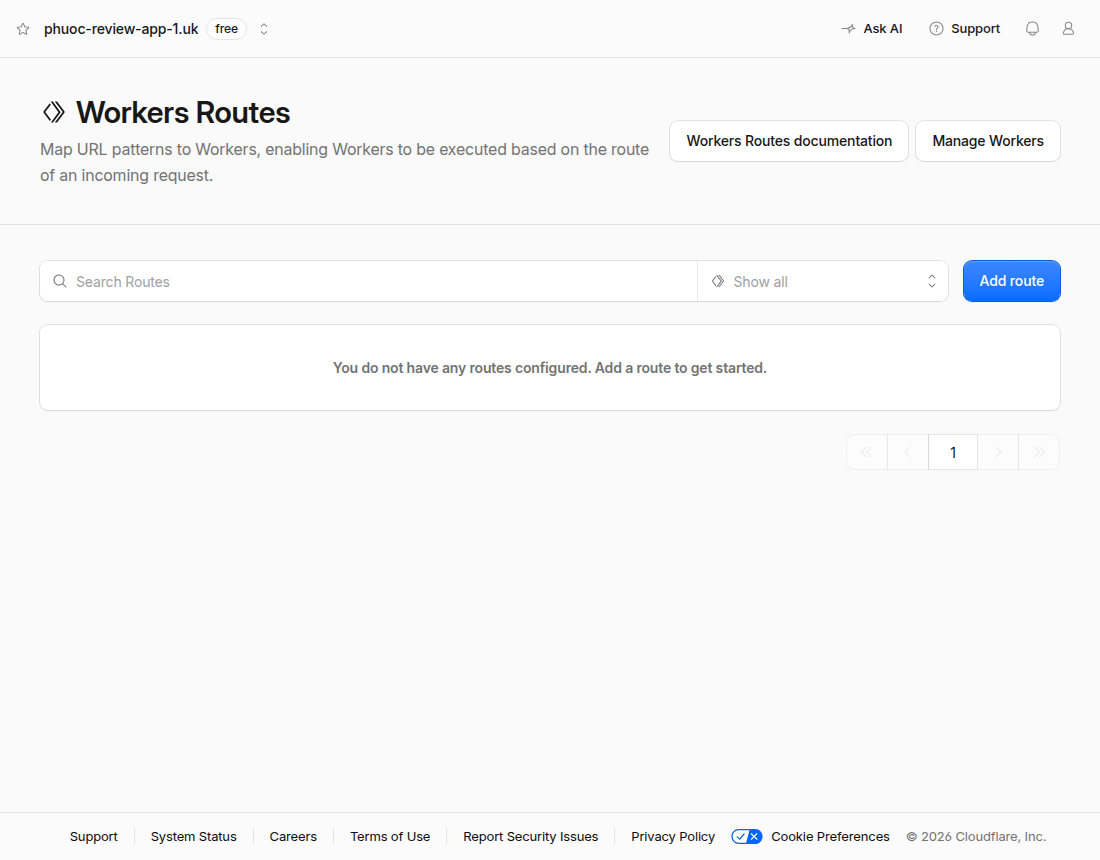 phuoc-review-app-1.uk free
Ask AI
Support
Workers Routes
Map URL patterns to Workers, enabling Workers to be executed based on the route
of an incoming request.
Workers Routes documentation
Manage Workers
Search Routes
Show all
Add route
You do not have any routes configured. Add a route to get started.
1
Support
System Status
Careers
Terms of Use
Report Security Issues
Privacy Policy
Cookie Preferences
© 2026 Cloudflare, Inc.